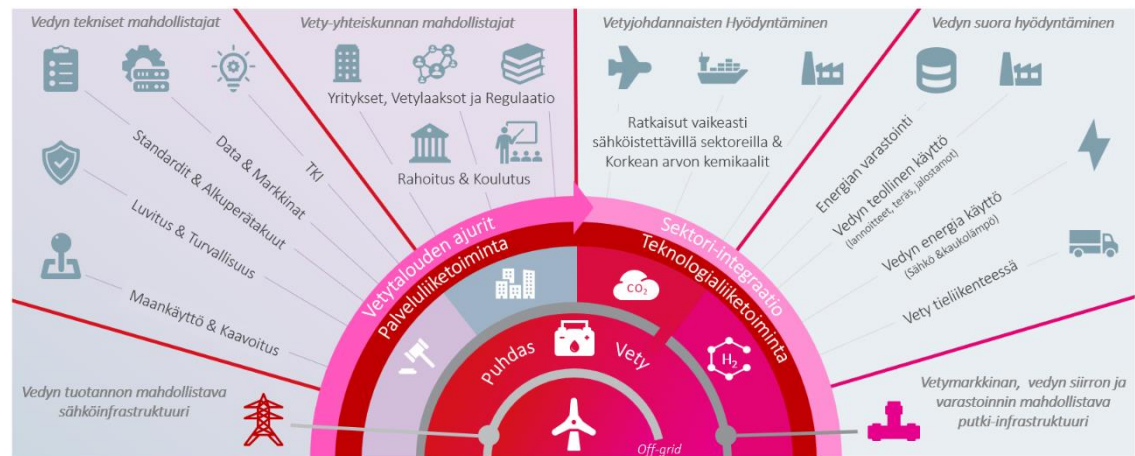 Vedyn tekniset mahdollistajat
Vety-yhteiskunnan mahdollistajat
Vetyjohdannaisten Hyödyntäminen
Vedyn suora hyödyntäminen
TKI
Data & Markkinat
Standardit & Alkuperätakuut
Luvitus & Turvallisuus
Maankäyttö & Kaavoitus
Yritykset, Vetylaaksot ja Regulaatio
Rahoitus & Koulutus
Ratkaisut vaikeasti
sähköistettävillä sektoreilla &
Korkean arvon kemikaalit
Energian varastointi
Vedyn teollinen käyttö
(lannoitteet, teräs, jalostamot)
Vedyn energia käyttö
(Sähkö &kaukolämpö)
Vety tieliikenteessä
Vetytalouden ajurit
Sektori-integraatio
Palveluliiketoiminta
Teknologialiiketoiminta
CO2
H2
Puhdas
Vety
Off-grid
Vedyn tuotannon mahdollistava
sähköinfrastruktuuri
Vetymarkkinan, vedyn siirron ja
varastoinnin mahdollistava
putki-infrastruktuuri